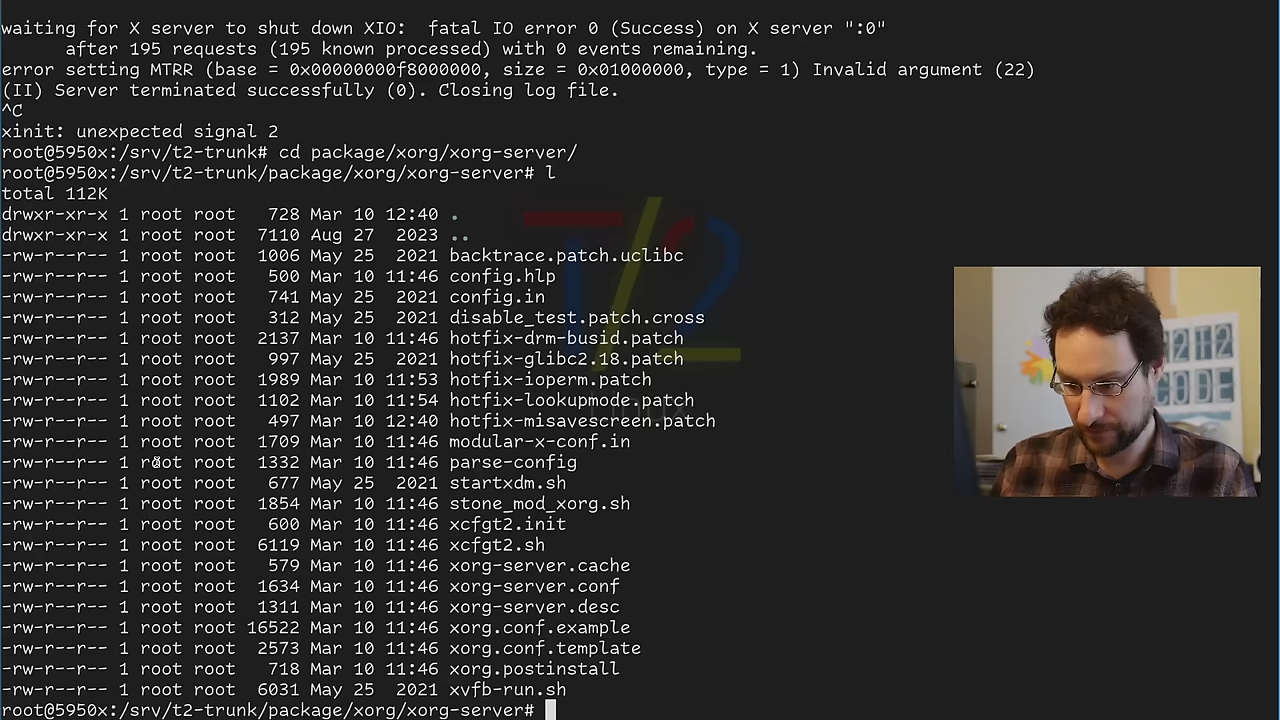 waiting for X server to shut down XIO:  fatal IO error 0 (Success) on X server ":0"
      after 195 requests (195 known processed) with 0 events remaining.
error setting MTRR (base = 0x00000000f8000000, size = 0x01000000, type = 1) Invalid argument (22)
(II) Server terminated successfully (0). Closing log file.
^C
xinit: unexpected signal 2
root@5950x:/srv/t2-trunk# cd package/xorg/xorg-server/
root@5950x:/srv/t2-trunk/package/xorg/xorg-server# l
total 112K
drwxr-xr-x 1 root root   728 Mar 10 12:40 .
drwxr-xr-x 1 root root  7110 Aug 27  2023 ..
-rw-r--r-- 1 root root  1006 May 25  2021 backtrace.patch.uclibc
-rw-r--r-- 1 root root   500 Mar 10 11:46 config.hlp
-rw-r--r-- 1 root root   741 May 25  2021 config.in
-rw-r--r-- 1 root root   312 May 25  2021 disable_test.patch.cross
-rw-r--r-- 1 root root  2137 Mar 10 11:46 hotfix-drm-busid.patch
-rw-r--r-- 1 root root   997 May 25  2021 hotfix-glibc2.18.patch
-rw-r--r-- 1 root root  1989 Mar 10 11:53 hotfix-ioperm.patch
-rw-r--r-- 1 root root  1102 Mar 10 11:54 hotfix-lookupmode.patch
-rw-r--r-- 1 root root   497 Mar 10 12:40 hotfix-misavescreen.patch
-rw-r--r-- 1 root root  1709 Mar 10 11:46 modular-x-conf.in
-rw-r--r-- 1 root root  1332 Mar 10 11:46 parse-config
-rw-r--r-- 1 root root   677 May 25  2021 startxdm.sh
-rw-r--r-- 1 root root  1854 Mar 10 11:46 stone_mod_xorg.sh
-rw-r--r-- 1 root root   600 Mar 10 11:46 xcfgt2.init
-rw-r--r-- 1 root root  6119 Mar 10 11:46 xcfgt2.sh
-rw-r--r-- 1 root root   579 Mar 10 11:46 xorg-server.cache
-rw-r--r-- 1 root root  1634 Mar 10 11:46 xorg-server.conf
-rw-r--r-- 1 root root  1311 Mar 10 11:46 xorg-server.desc
-rw-r--r-- 1 root root 16522 Mar 10 11:46 xorg.conf.example
-rw-r--r-- 1 root root  2573 Mar 10 11:46 xorg.conf.template
-rw-r--r-- 1 root root   718 Mar 10 11:46 xorg.postinstall
-rw-r--r-- 1 root root  6031 May 25  2021 xvfb-run.sh
root@5950x:/srv/t2-trunk/package/xorg/xorg-server#
T/2
CODE